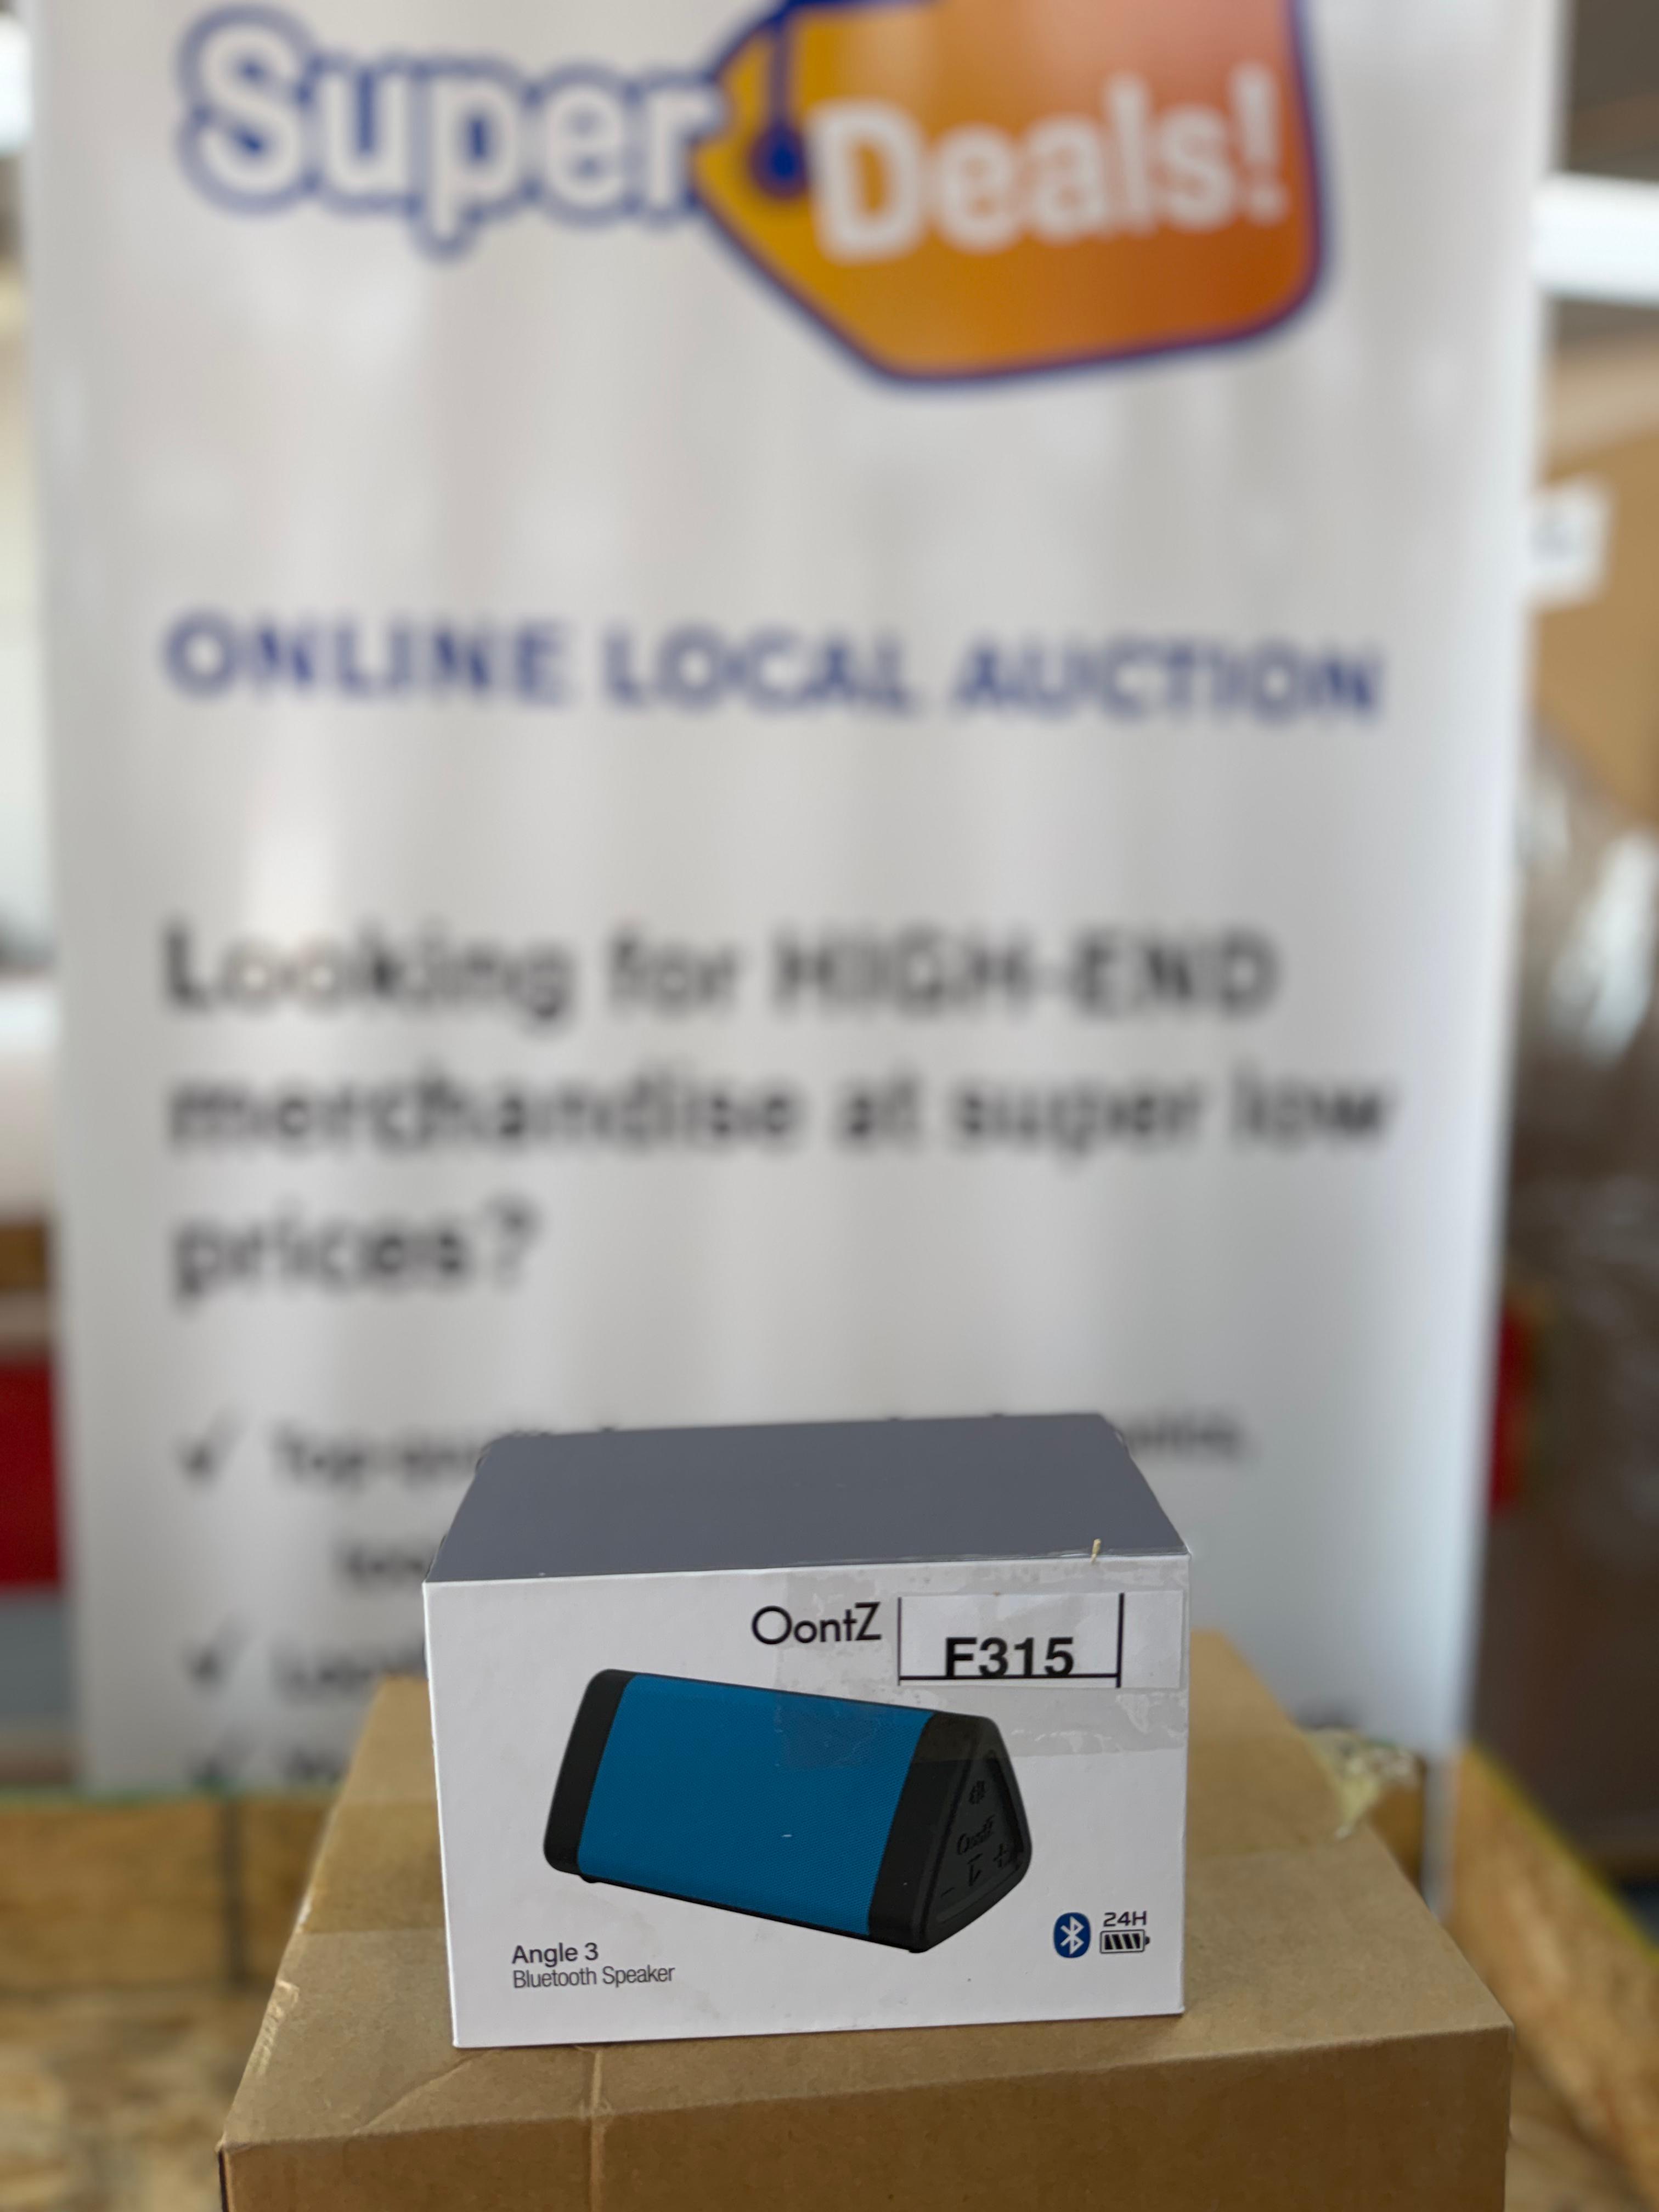 Super Deals!
ONLINE LOCAL AUCTION
Looking for HIGH-END
merchandise at super low
prices?
OontZ
F315
24H
Angle 3
Bluetooth Speaker